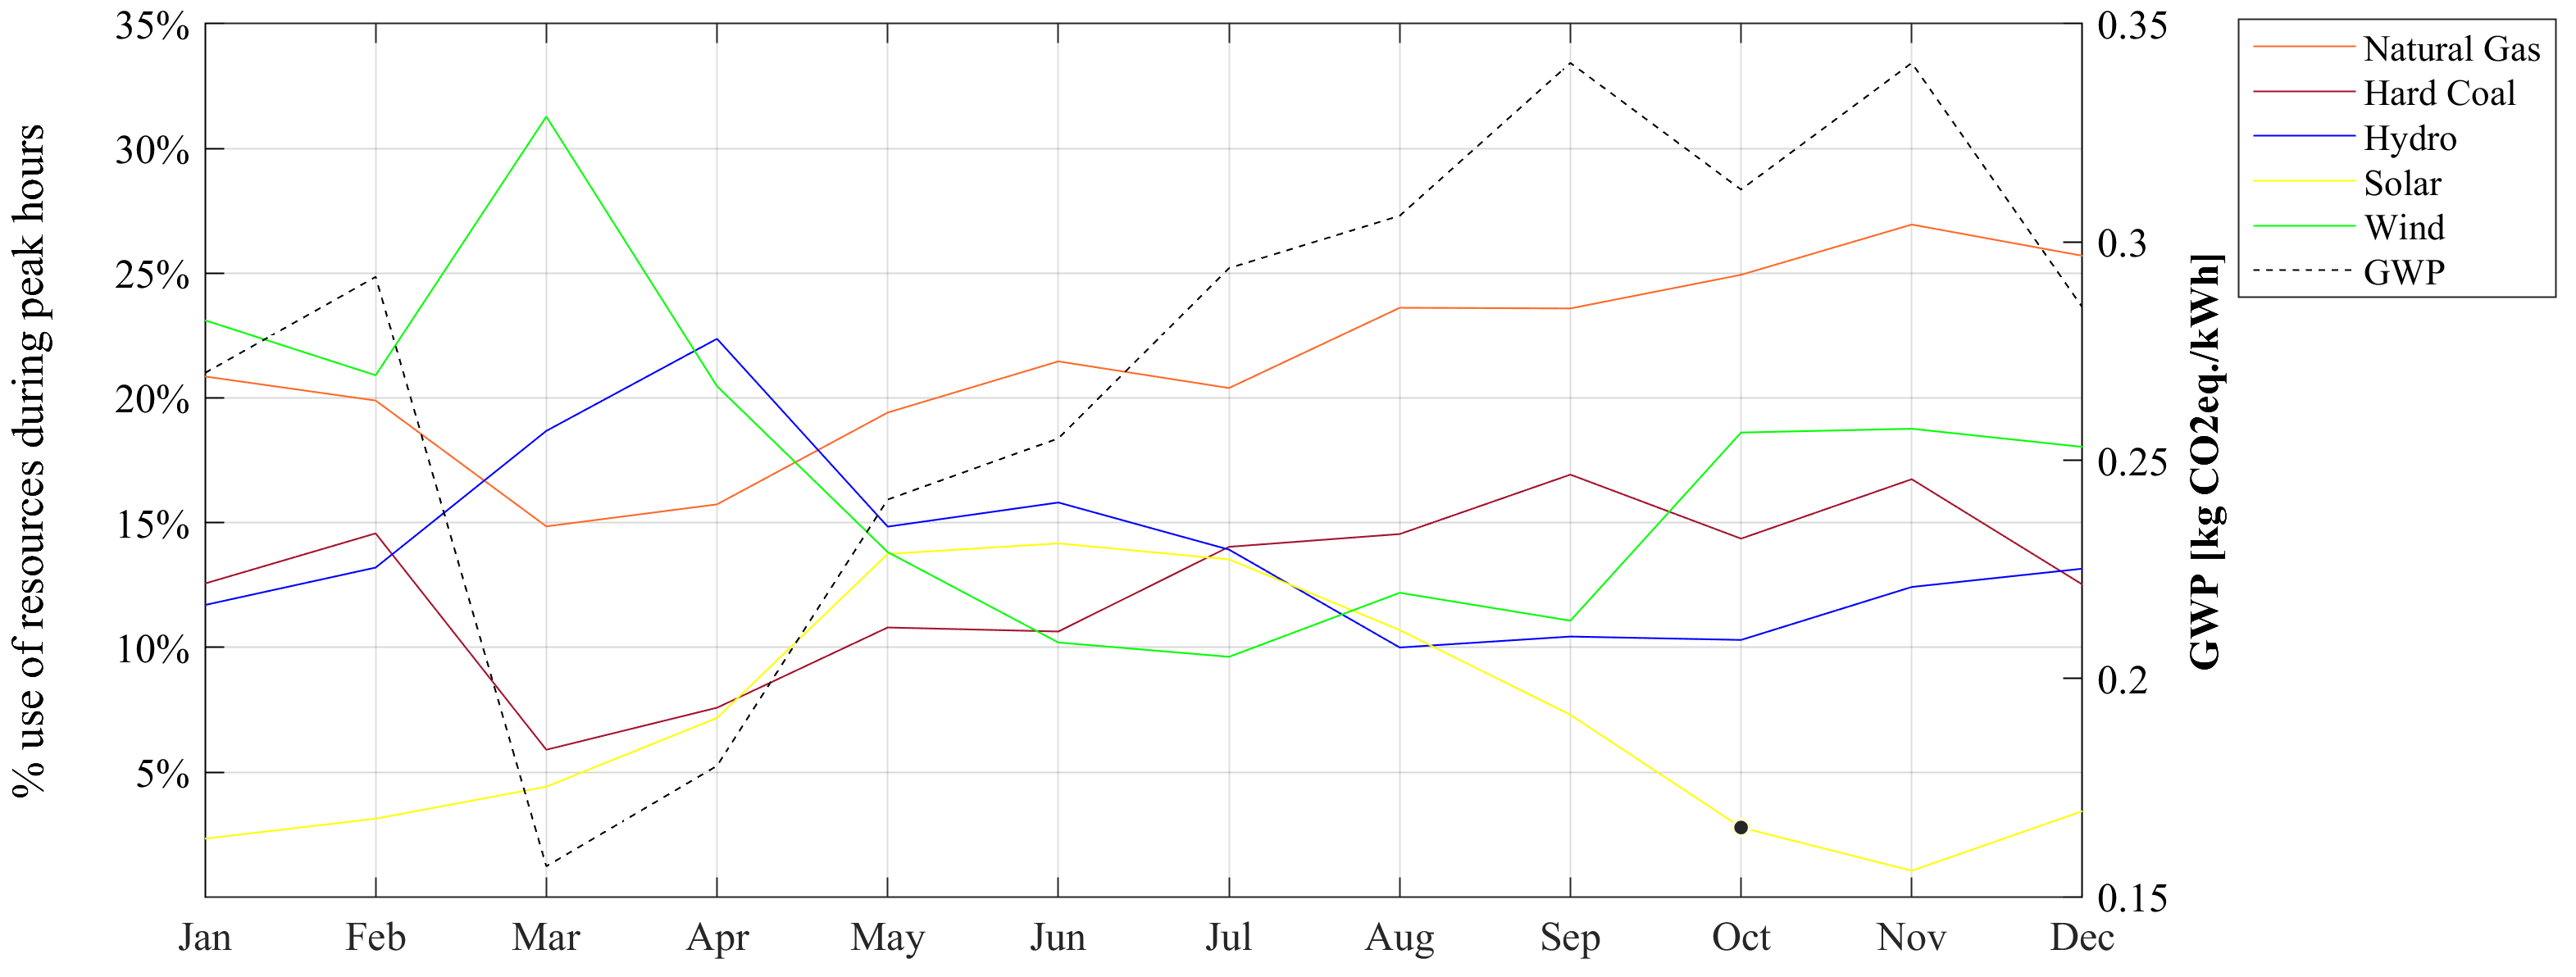 % use of resources during peak hours
35%
30%
25%
20%
15%
10%
5%
Jan
Feb
Mar
Apr
May
Jun
Jul
Aug
Sep
Oct
Nov
Dec
0.35
0.3
0.25
0.2
0.15
GWP [kg CO2eq./kWh]
Natural Gas
Hard Coal
Hydro
Solar
Wind
GWP